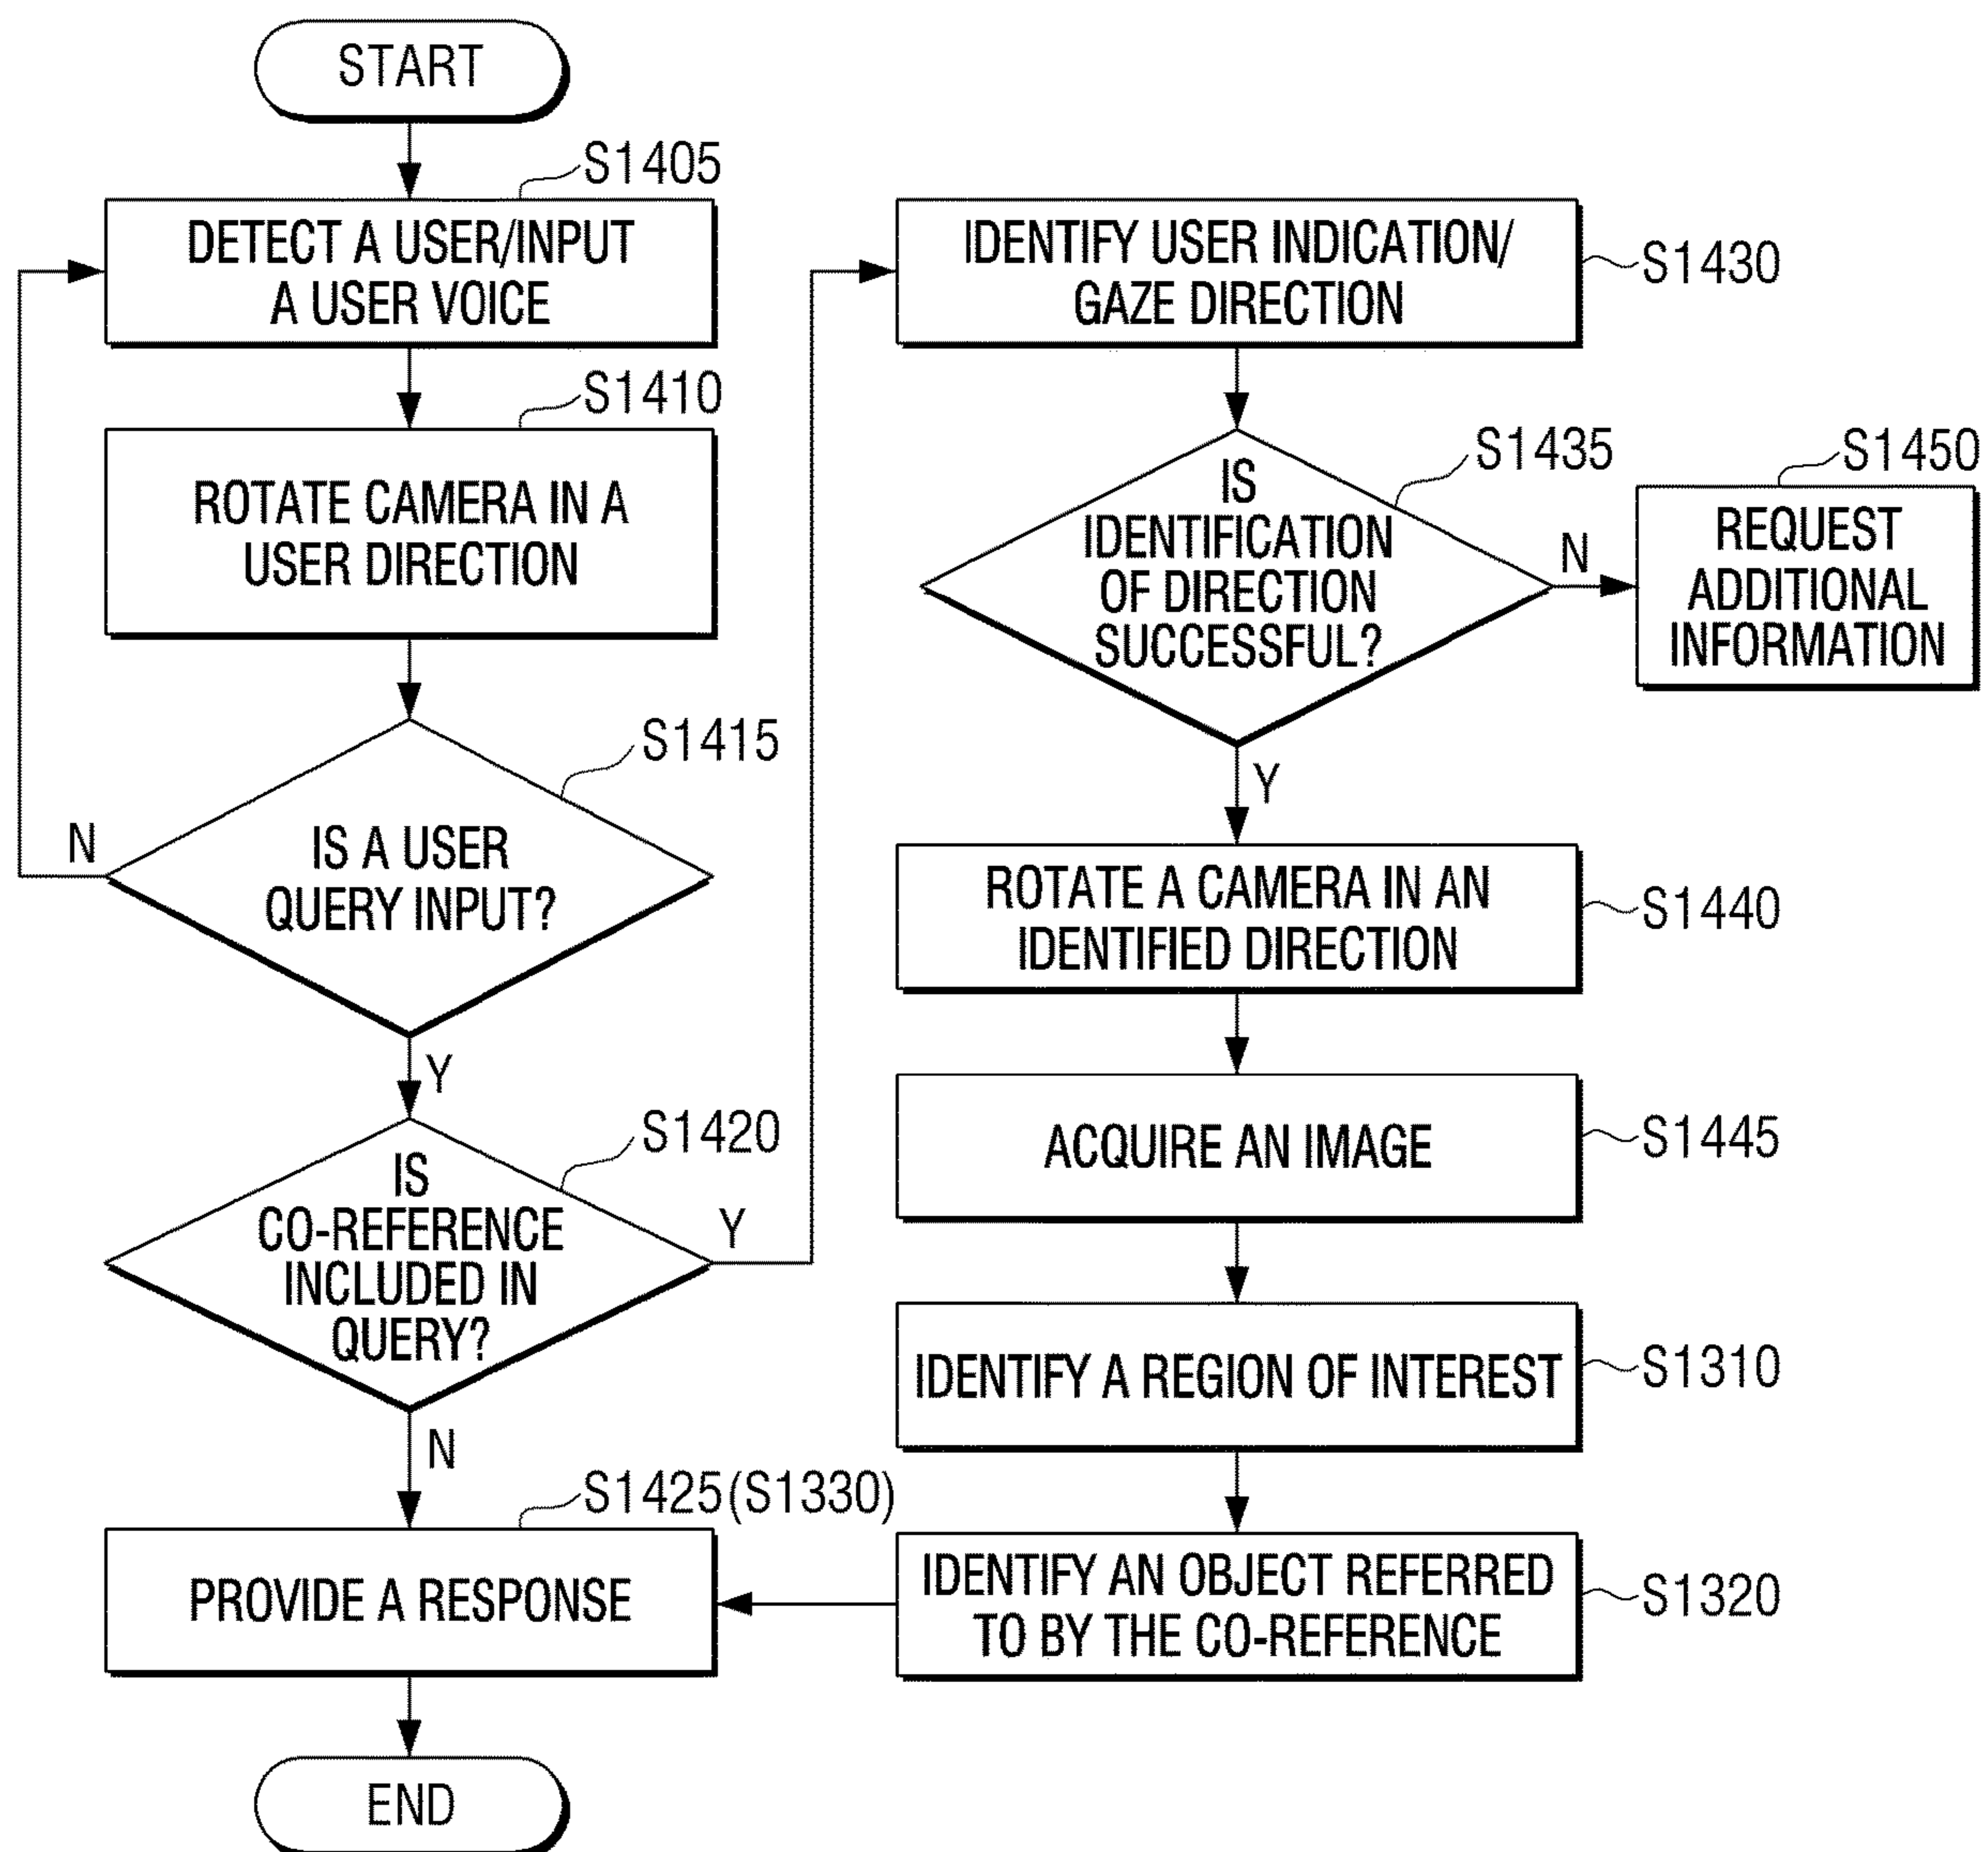 START
S1405
DETECT A USER/INPUT
A USER VOICE
S1410
ROTATE CAMERA IN A
USER DIRECTION
S1415
IS A USER
QUERY INPUT?
N
Y
S1420
IS
CO-REFERENCE
INCLUDED IN
QUERY?
Y
N
S1425(S1330)
PROVIDE A RESPONSE
END
IDENTIFY USER INDICATION/
GAZE DIRECTION
S1430
S1435
IS
IDENTIFICATION
OF DIRECTION
SUCCESSFUL?
N
Y
S1450
REQUEST
ADDITIONAL
INFORMATION
ROTATE A CAMERA IN AN
IDENTIFIED DIRECTION
S1440
ACQUIRE AN IMAGE
S1445
IDENTIFY A REGION OF INTEREST
S1310
IDENTIFY AN OBJECT REFERRED
TO BY THE CO-REFERENCE
S1320